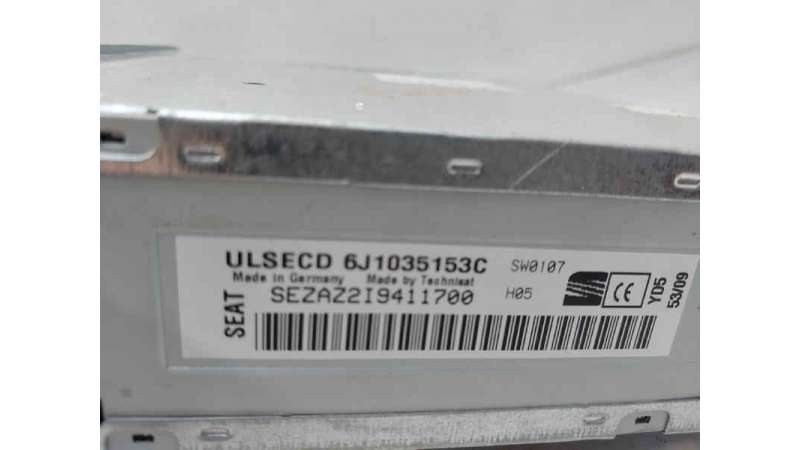 ULSECD 6J1035153C SW0107
Made in Germany Made by Technisat
SEZAZ2I9411700 H05
SEAT
CE
YD5
53/09